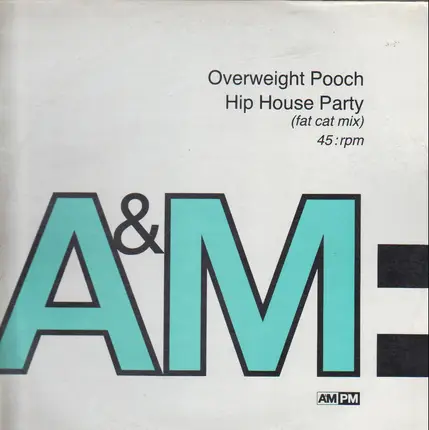 Overweight Pooch
Hip House Party
(fat cat mix)
45:rpm
A&M:
AM PM